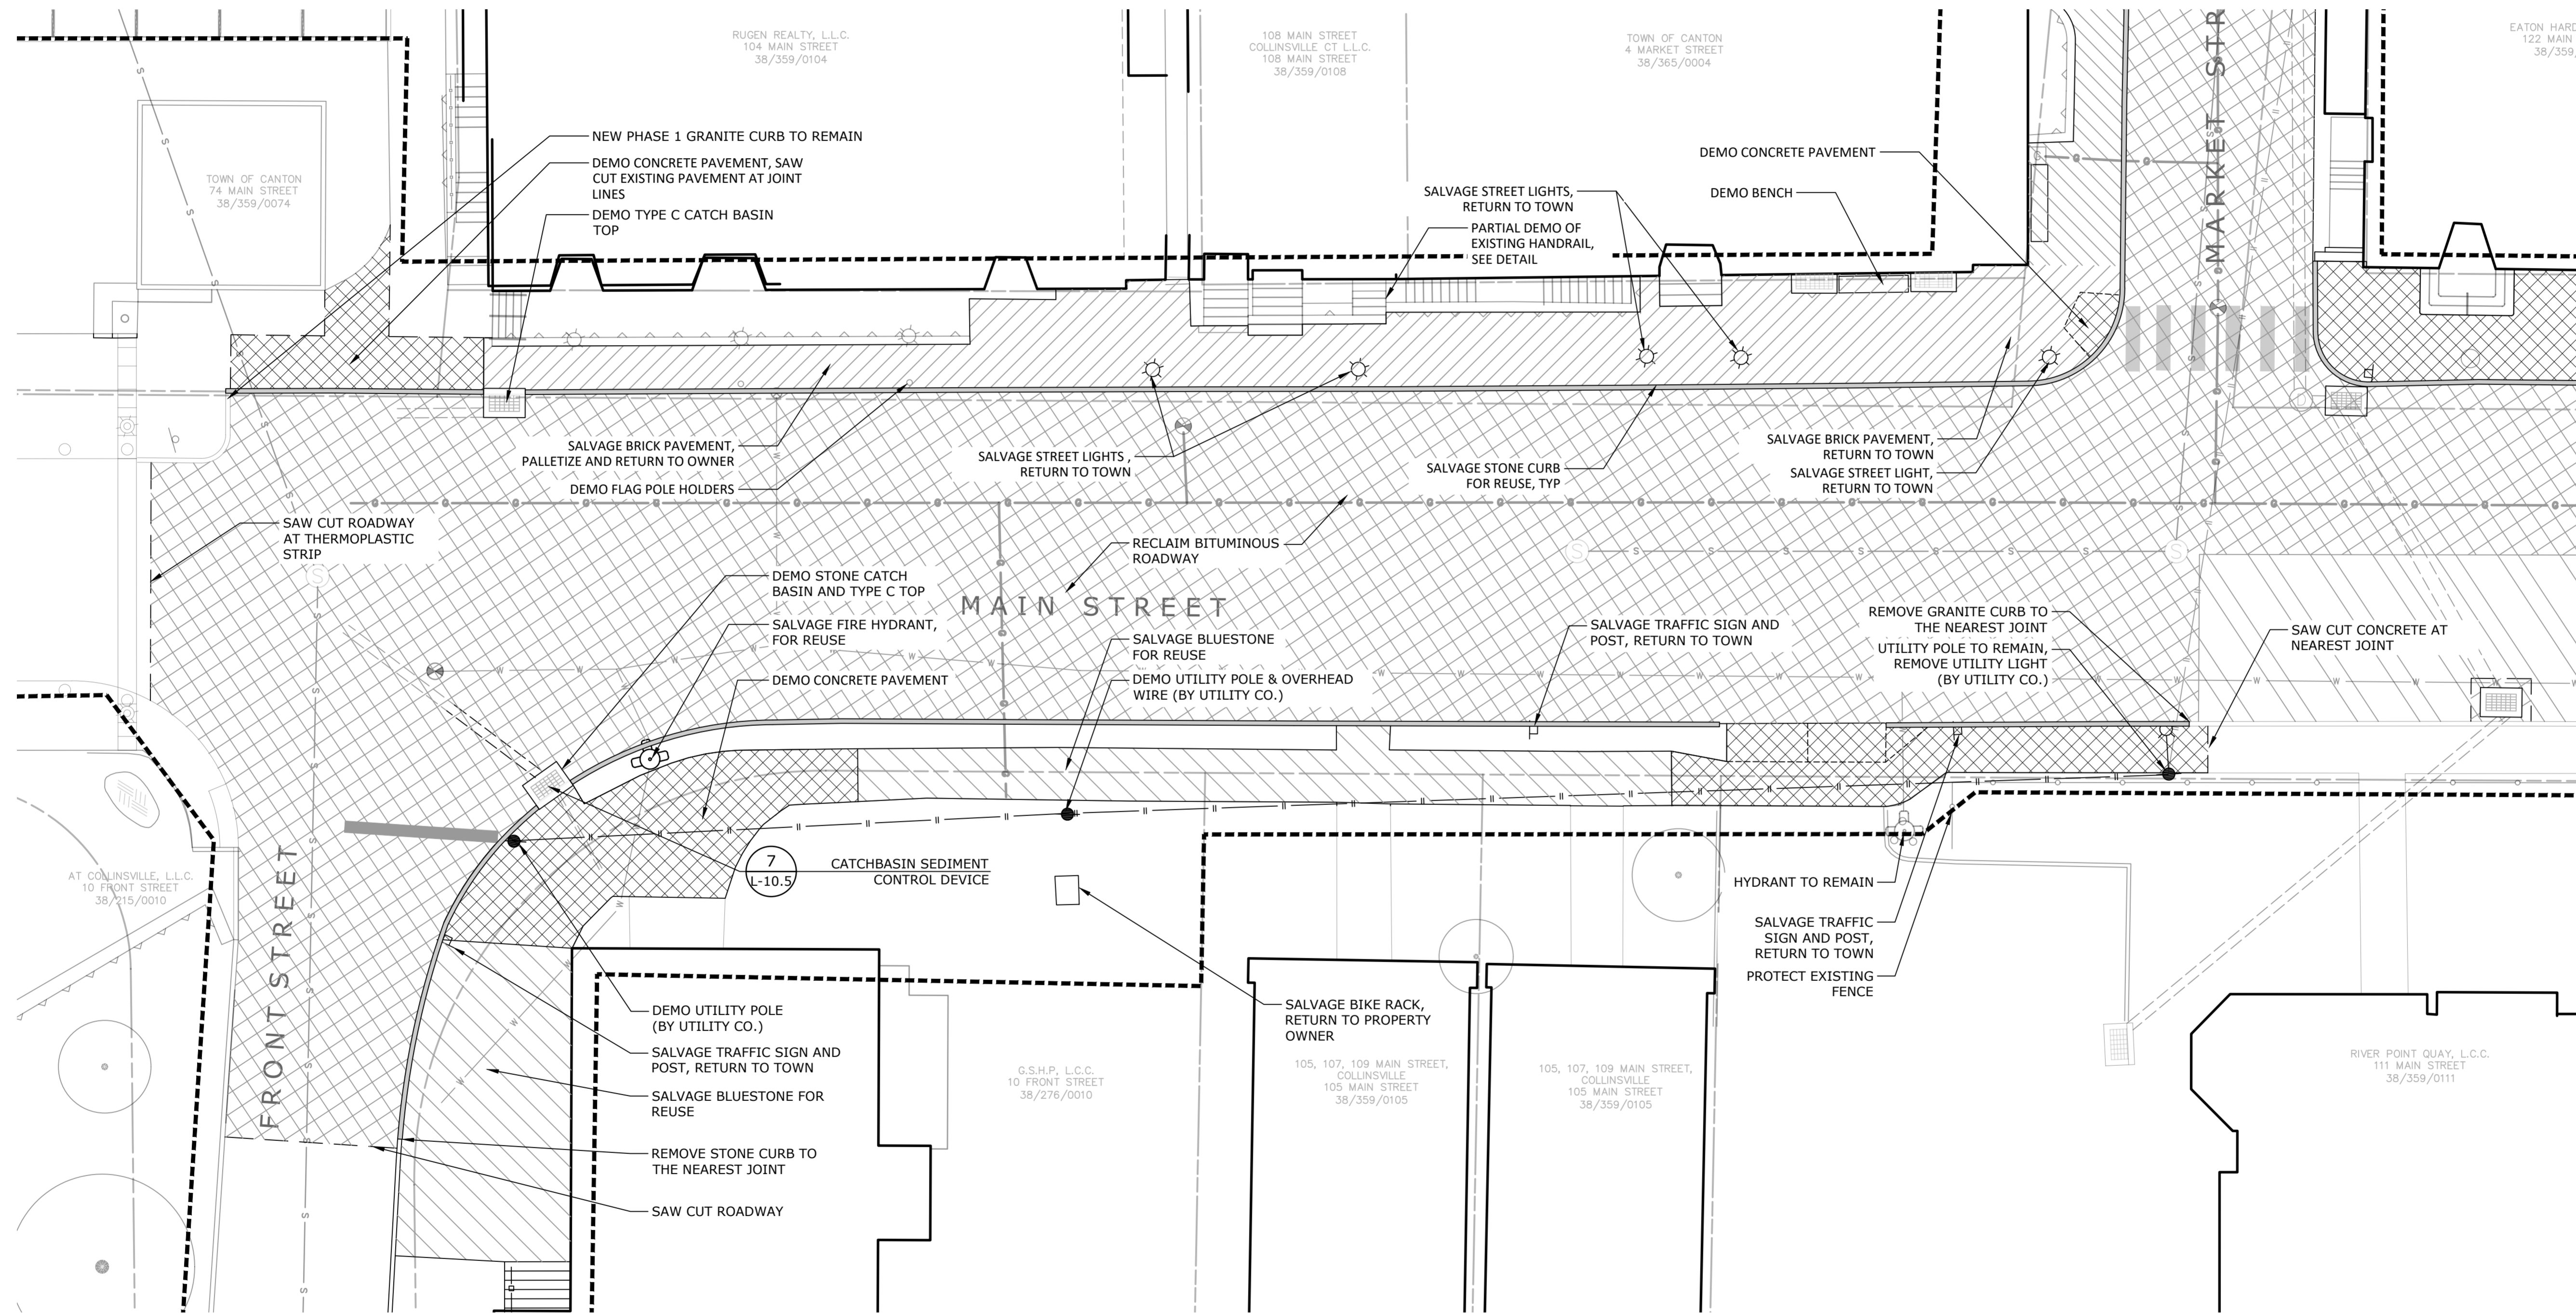 RUGEN REALTY, L.L.C.
104 MAIN STREET
38/359/0104
108 MAIN STREET
COLLINSVILLE CT L.L.C.
108 MAIN STREET
38/359/0108
TOWN OF CANTON
4 MARKET STREET
38/365/0004
EATON HARD
122 MAIN
38/359/
MARKET STR
TOWN OF CANTON
74 MAIN STREET
38/359/0074
NEW PHASE 1 GRANITE CURB TO REMAIN
DEMO CONCRETE PAVEMENT, SAW
CUT EXISTING PAVEMENT AT JOINT
LINES
DEMO TYPE C CATCH BASIN
TOP
DEMO CONCRETE PAVEMENT
DEMO BENCH
SALVAGE STREET LIGHTS,
RETURN TO TOWN
PARTIAL DEMO OF
EXISTING HANDRAIL,
SEE DETAIL
SALVAGE BRICK PAVEMENT,
PALLETIZE AND RETURN TO OWNER
DEMO FLAG POLE HOLDERS
SALVAGE STREET LIGHTS ,
RETURN TO TOWN
SALVAGE STONE CURB
FOR REUSE, TYP
SALVAGE BRICK PAVEMENT,
RETURN TO TOWN
SALVAGE STREET LIGHT,
RETURN TO TOWN
SAW CUT ROADWAY
AT THERMOPLASTIC
STRIP
RECLAIM BITUMINOUS
ROADWAY
DEMO STONE CATCH
BASIN AND TYPE C TOP
MAIN STREET
SALVAGE FIRE HYDRANT,
FOR REUSE
DEMO CONCRETE PAVEMENT
SALVAGE BLUESTONE
FOR REUSE
DEMO UTILITY POLE & OVERHEAD
WIRE (BY UTILITY CO.)
SALVAGE TRAFFIC SIGN AND
POST, RETURN TO TOWN
REMOVE GRANITE CURB TO
THE NEAREST JOINT
UTILITY POLE TO REMAIN,
REMOVE UTILITY LIGHT
(BY UTILITY CO.)
SAW CUT CONCRETE AT
NEAREST JOINT
7
L-10.5
CATCHBASIN SEDIMENT
CONTROL DEVICE
AT COLLINSVILLE, L.L.C.
10 FRONT STREET
38/215/0010
FRONT STREET
HYDRANT TO REMAIN
SALVAGE TRAFFIC
SIGN AND POST,
RETURN TO TOWN
PROTECT EXISTING
FENCE
DEMO UTILITY POLE
(BY UTILITY CO.)
SALVAGE TRAFFIC SIGN AND
POST, RETURN TO TOWN
SALVAGE BLUESTONE FOR
REUSE
REMOVE STONE CURB TO
THE NEAREST JOINT
SAW CUT ROADWAY
SALVAGE BIKE RACK,
RETURN TO PROPERTY
OWNER
G.S.H.P, L.C.C.
10 FRONT STREET
38/276/0010
105, 107, 109 MAIN STREET,
COLLINSVILLE
105 MAIN STREET
38/359/0105
105, 107, 109 MAIN STREET,
COLLINSVILLE
105 MAIN STREET
38/359/0105
RIVER POINT QUAY, L.C.C.
111 MAIN STREET
38/359/0111